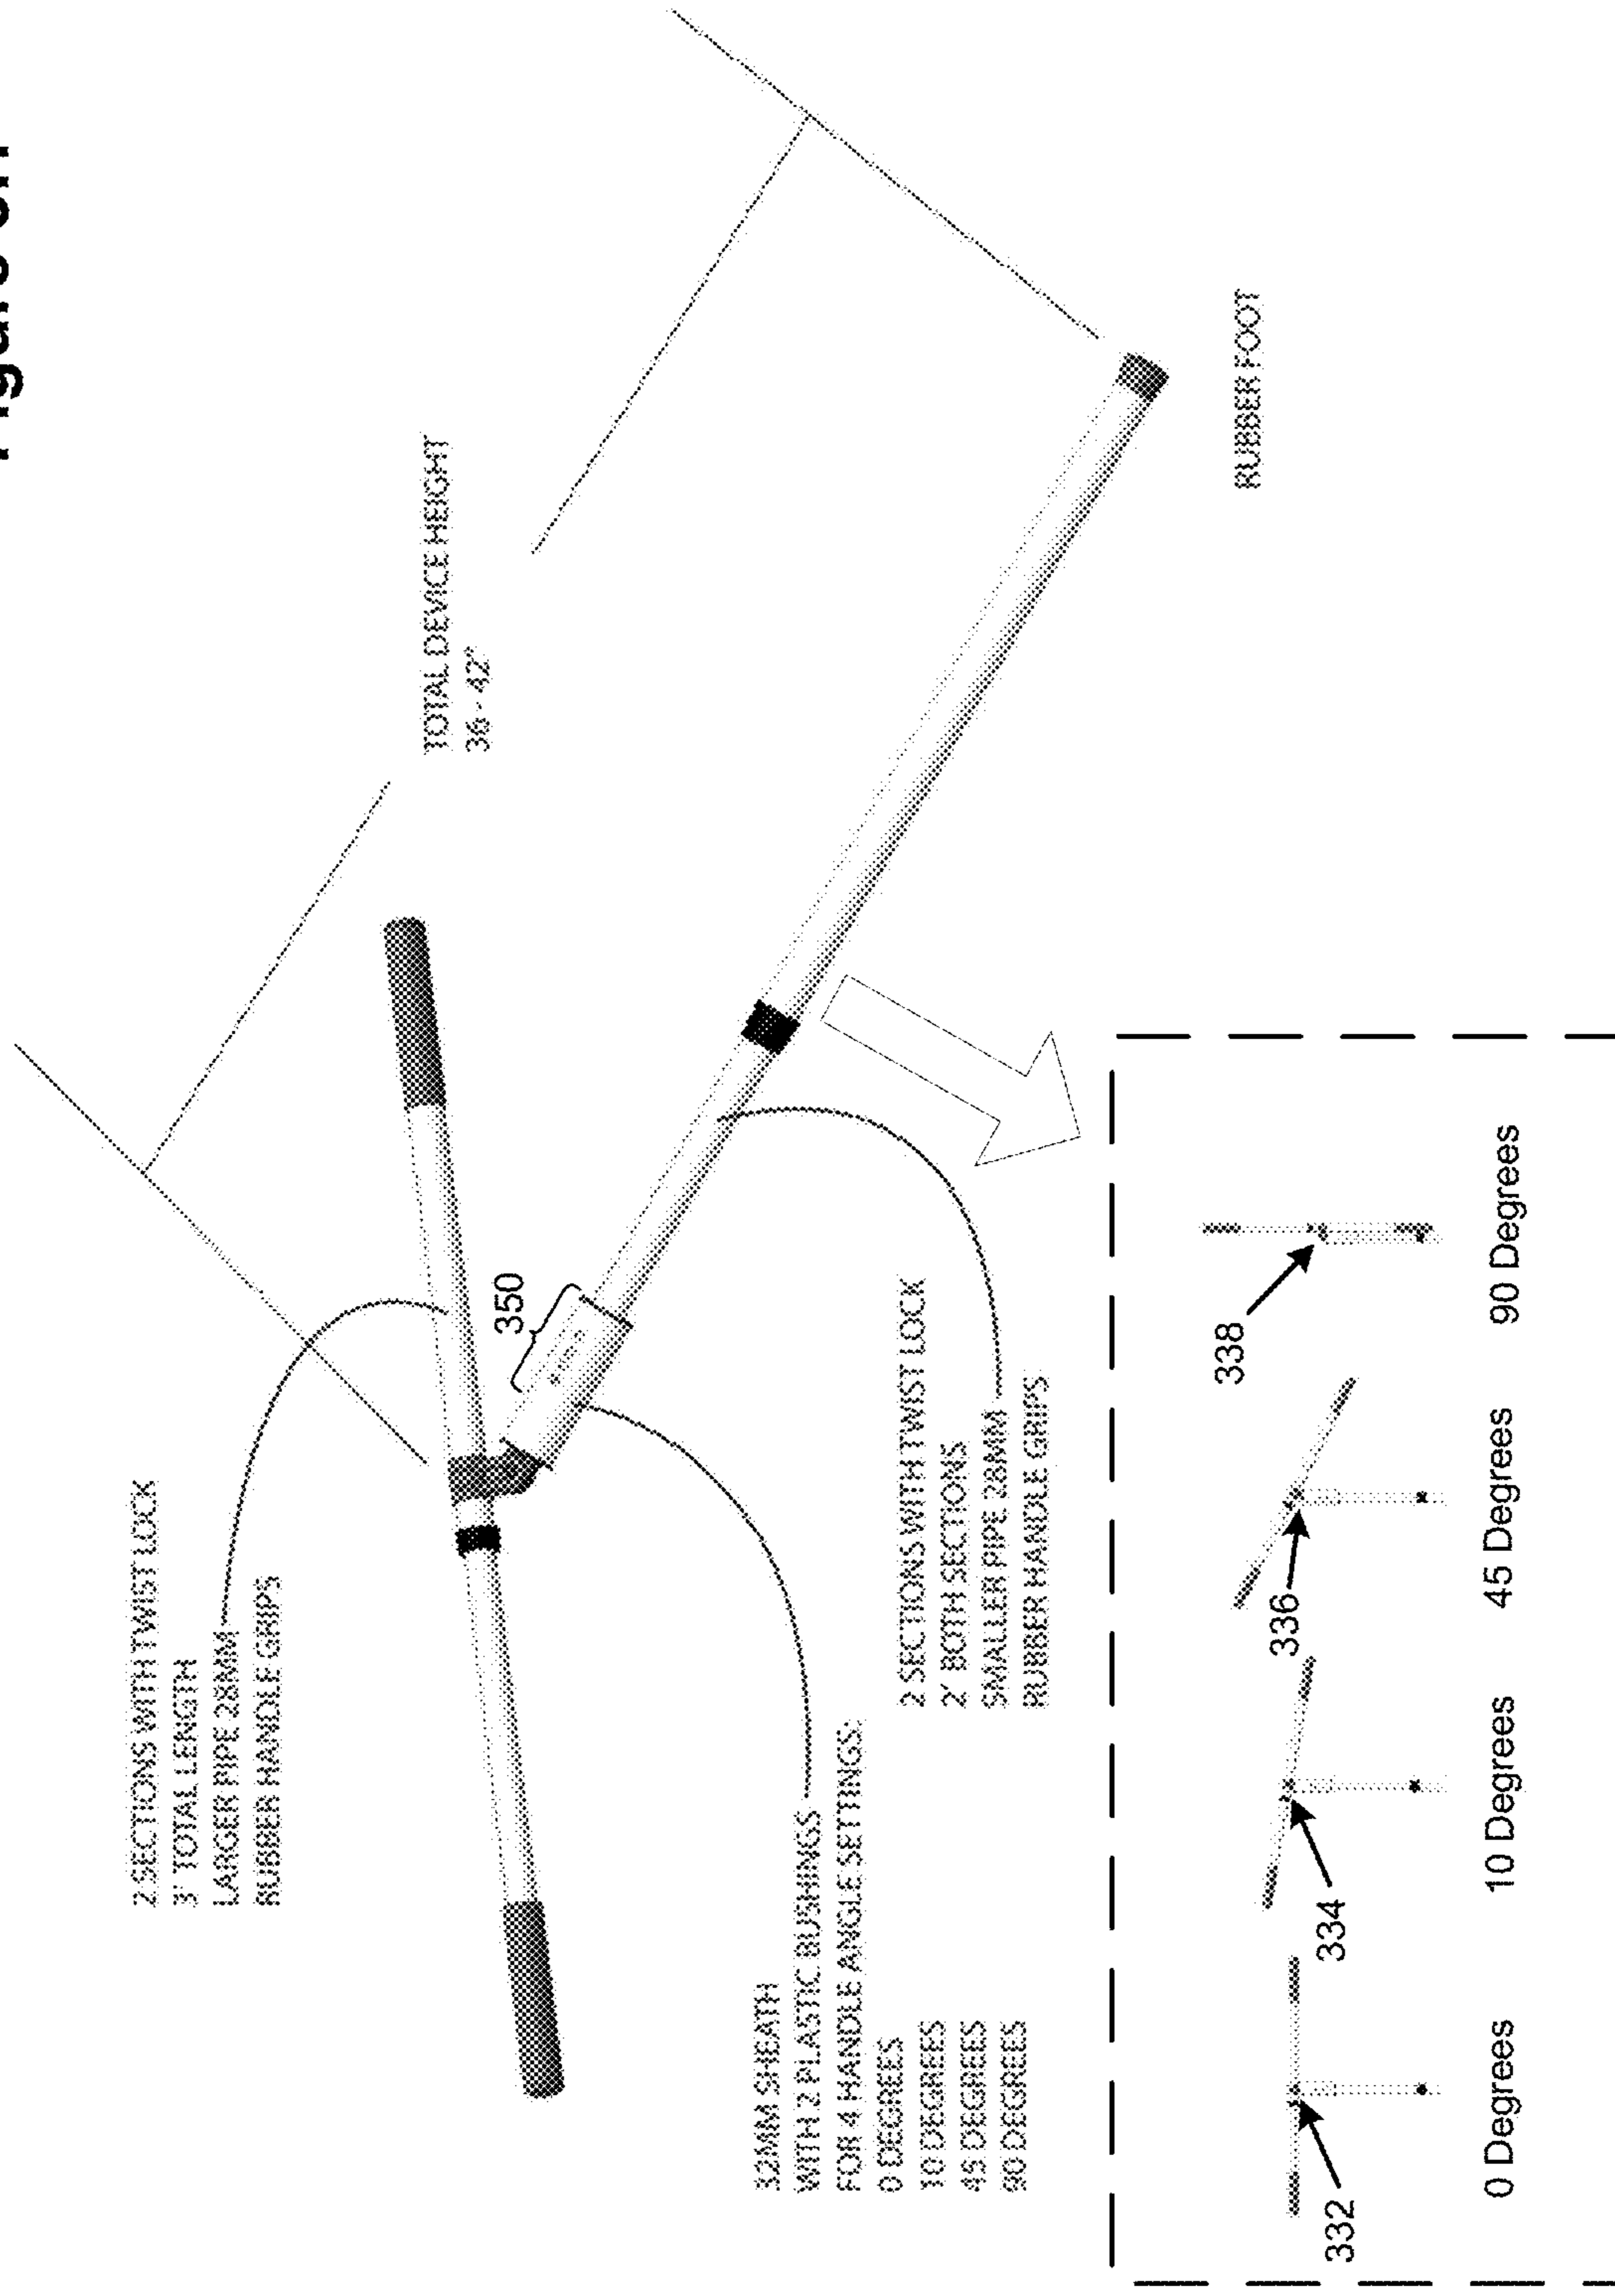 2 SECTIONS WITH TWIST LOCK
3' TOTAL LENGTH
LARGER PIPE 28MM
RUBBER HANDLE GRIPS
TOTAL DEVICE HEIGHT
36 - 42"
350
32MM SHEATH
WITH 2 PLASTIC BUSHINGS
FOR 4 HANDLE ANGLE SETTINGS:
0 DEGREES
10 DEGREES
45 DEGREES
90 DEGREES
2 SECTIONS WITH TWIST LOCK
2' BOTH SECTIONS
SMALLER PIPE 28MM
RUBBER HANDLE GRIPS
RUBBER FOOT
332
334
336
338
0 Degrees
10 Degrees
45 Degrees
90 Degrees